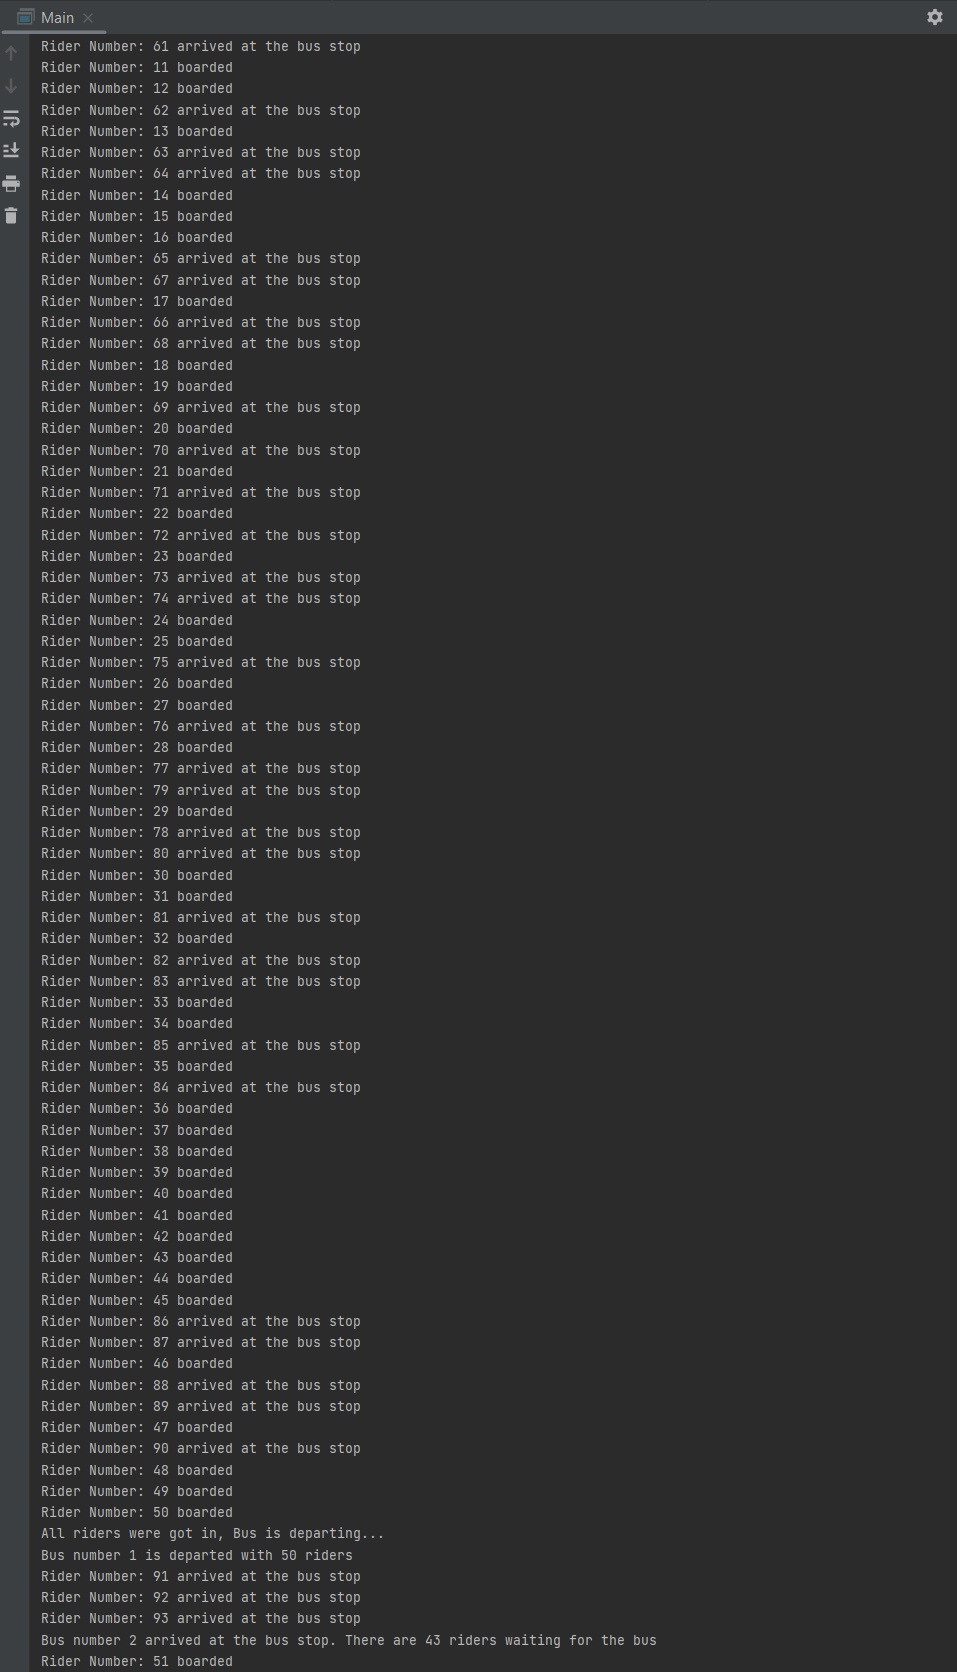 Main
Rider Number: 61 arrived at the bus stop
Rider Number: 11 boarded
Rider Number: 12 boarded
Rider Number: 62 arrived at the bus stop
Rider Number: 13 boarded
Rider Number: 63 arrived at the bus stop
Rider Number: 64 arrived at the bus stop
Rider Number: 14 boarded
Rider Number: 15 boarded
Rider Number: 16 boarded
Rider Number: 65 arrived at the bus stop
Rider Number: 67 arrived at the bus stop
Rider Number: 17 boarded
Rider Number: 66 arrived at the bus stop
Rider Number: 68 arrived at the bus stop
Rider Number: 18 boarded
Rider Number: 19 boarded
Rider Number: 69 arrived at the bus stop
Rider Number: 20 boarded
Rider Number: 70 arrived at the bus stop
Rider Number: 21 boarded
Rider Number: 71 arrived at the bus stop
Rider Number: 22 boarded
Rider Number: 72 arrived at the bus stop
Rider Number: 23 boarded
Rider Number: 73 arrived at the bus stop
Rider Number: 74 arrived at the bus stop
Rider Number: 24 boarded
Rider Number: 25 boarded
Rider Number: 75 arrived at the bus stop
Rider Number: 26 boarded
Rider Number: 27 boarded
Rider Number: 76 arrived at the bus stop
Rider Number: 28 boarded
Rider Number: 77 arrived at the bus stop
Rider Number: 79 arrived at the bus stop
Rider Number: 29 boarded
Rider Number: 78 arrived at the bus stop
Rider Number: 80 arrived at the bus stop
Rider Number: 30 boarded
Rider Number: 31 boarded
Rider Number: 81 arrived at the bus stop
Rider Number: 32 boarded
Rider Number: 82 arrived at the bus stop
Rider Number: 83 arrived at the bus stop
Rider Number: 33 boarded
Rider Number: 34 boarded
Rider Number: 85 arrived at the bus stop
Rider Number: 35 boarded
Rider Number: 84 arrived at the bus stop
Rider Number: 36 boarded
Rider Number: 37 boarded
Rider Number: 38 boarded
Rider Number: 39 boarded
Rider Number: 40 boarded
Rider Number: 41 boarded
Rider Number: 42 boarded
Rider Number: 43 boarded
Rider Number: 44 boarded
Rider Number: 45 boarded
Rider Number: 86 arrived at the bus stop
Rider Number: 87 arrived at the bus stop
Rider Number: 46 boarded
Rider Number: 88 arrived at the bus stop
Rider Number: 89 arrived at the bus stop
Rider Number: 47 boarded
Rider Number: 90 arrived at the bus stop
Rider Number: 48 boarded
Rider Number: 49 boarded
Rider Number: 50 boarded
All riders were got in, Bus is departing...
Bus number 1 is departed with 50 riders
Rider Number: 91 arrived at the bus stop
Rider Number: 92 arrived at the bus stop
Rider Number: 93 arrived at the bus stop
Bus number 2 arrived at the bus stop. There are 43 riders waiting for the bus
Rider Number: 51 boarded